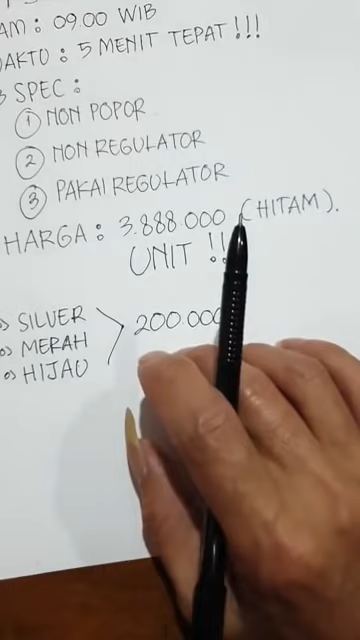 AM : 09.00 WIB
AKTO : 5 MENIT TEPAT !!!
SPEC :
① NON POPOR
② NON REGULATOR
③ PAKAI REGULATOR
HARGA : 3.888.000 (HITAM).
UNIT !!
SILVER
MERAH > 200.000
HIJAU